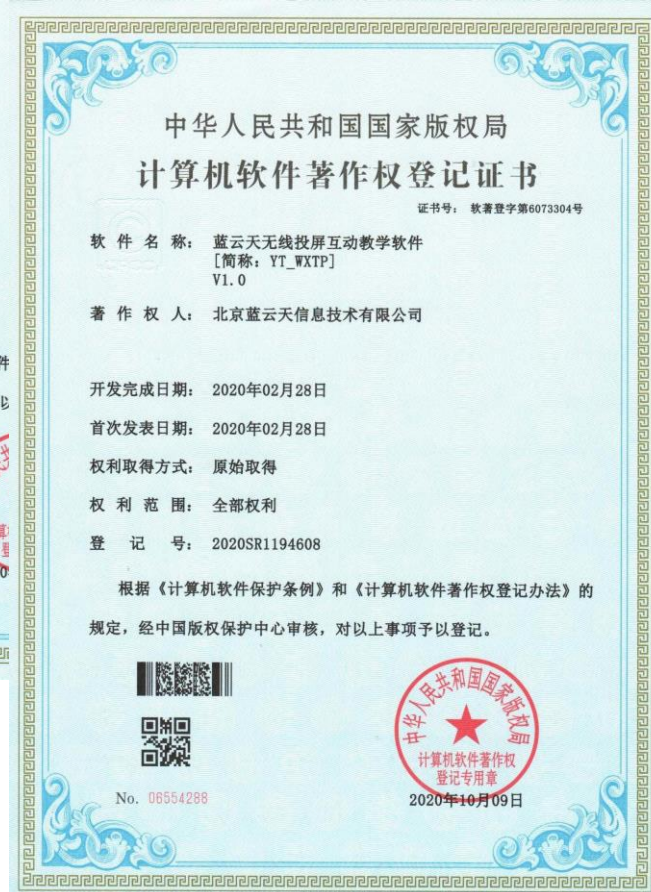 中华人民共和国国家版权局
计算机软件著作权登记证书
证书号： 软著登字第6073304号
软件名称： 蓝云天无线投屏互动教学软件
[简称：YT_WXTP]
V1.0
著作权人： 北京蓝云天信息技术有限公司
开发完成日期： 2020年02月28日
首次发表日期： 2020年02月28日
权利取得方式： 原始取得
权利范围： 全部权利
登记号： 2020SR1194608
根据《计算机软件保护条例》和《计算机软件著作权登记办法》的
规定，经中国版权保护中心审核，对以上事项予以登记。
中华人民共和国国家版权局
计算机软件著作权
登记专用章
No. 06554288
2020年10月09日